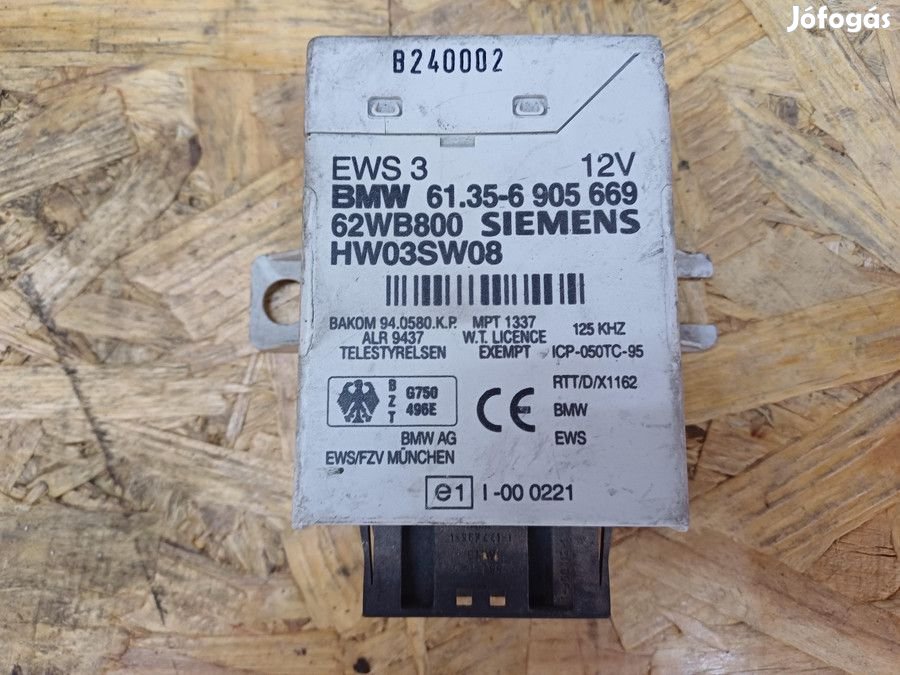 Jófogás
B240002
EWS 3 12V
BMW 61.35-6 905 669
62WB800 SIEMENS
HW03SW08
BAKOM 94.0580.K.P. MPT 1337 125 KHZ
ALR 9437 W.T. LICENCE
TELESTYRELSEN EXEMPT ICP-050TC-95
B Z T G750 496E
CE
RTT/D/X1162
BMW
EWS
BMW AG
EWS/FZV MÜNCHEN
e1 I -00 0221